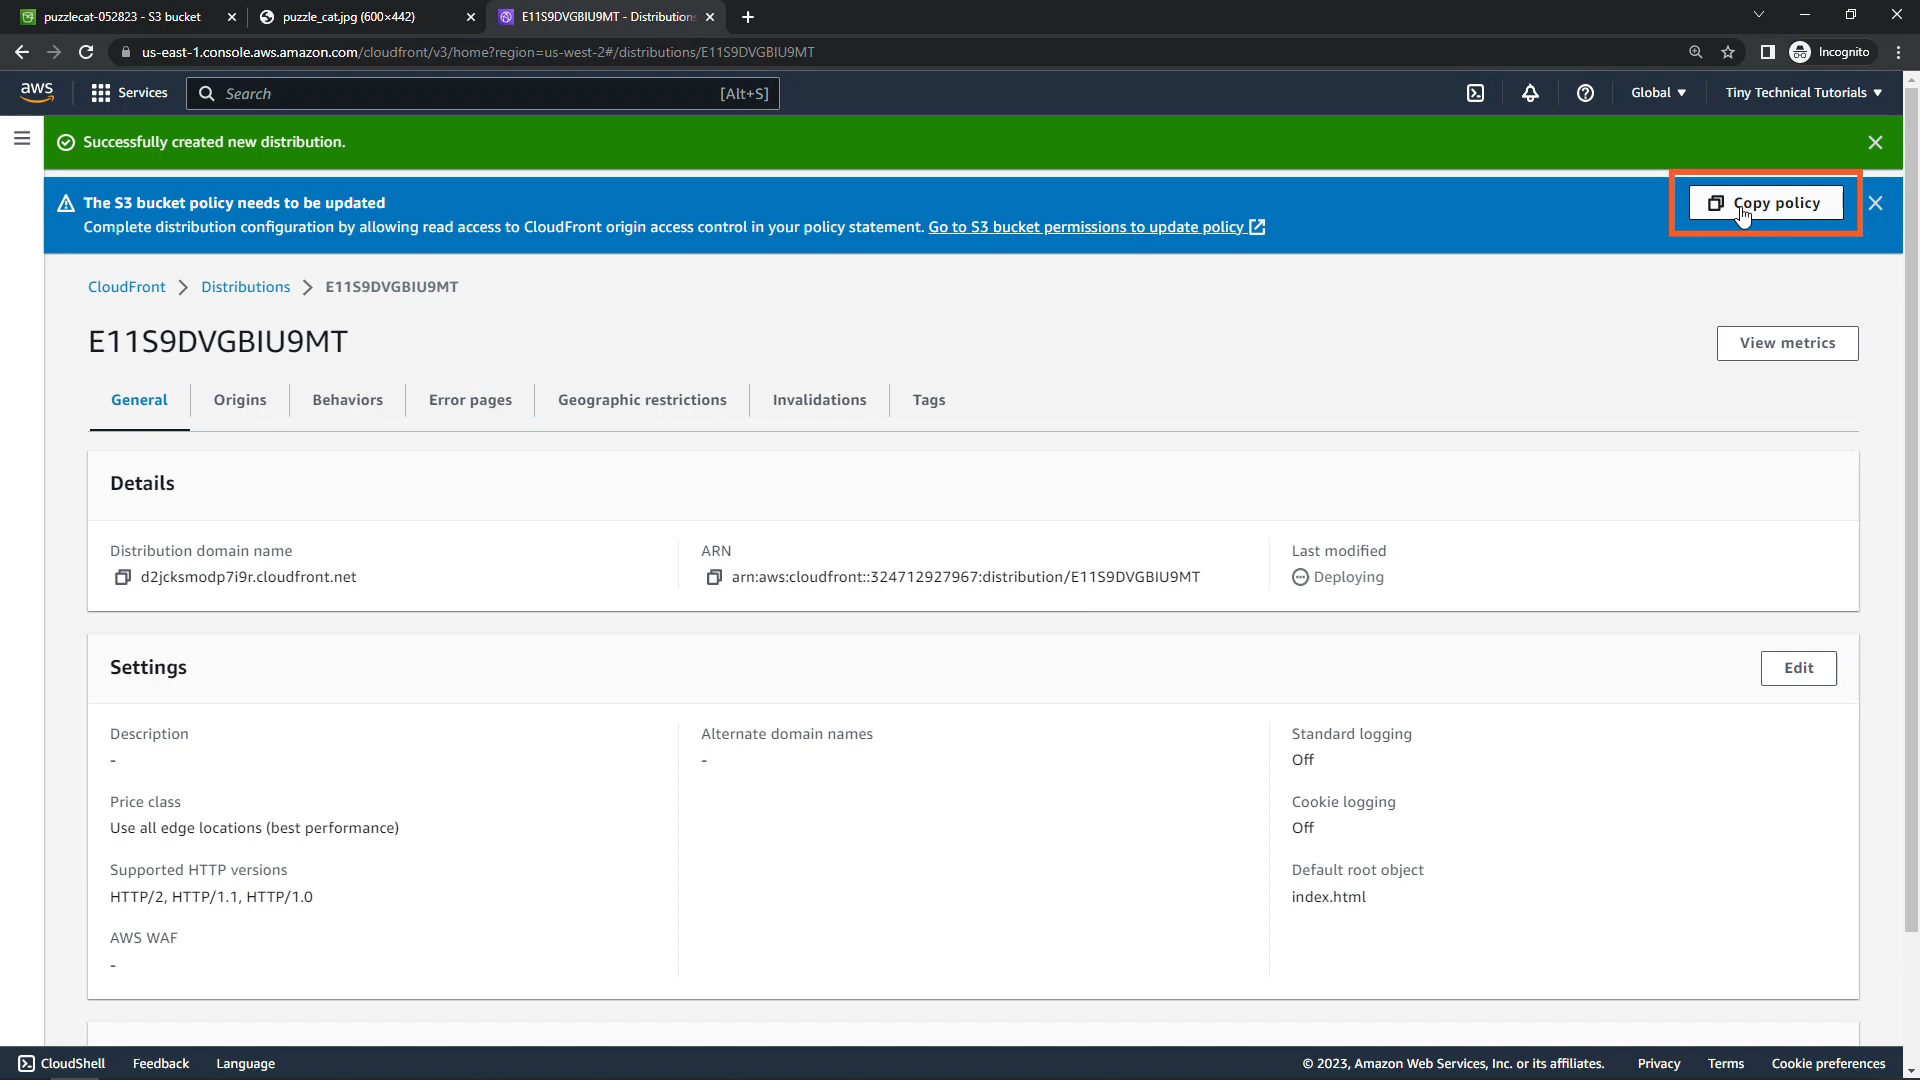 puzzlecat-052823 - S3 bucket
puzzle_cat.jpg (600×442)
E11S9DVGBIU9MT - Distributions
us-east-1.console.aws.amazon.com/cloudfront/v3/home?region=us-west-2#/distributions/E11S9DVGBIU9MT
Incognito
aws
Services
Search
[Alt+S]
Global
Tiny Technical Tutorials
Successfully created new distribution.
The S3 bucket policy needs to be updated
Complete distribution configuration by allowing read access to CloudFront origin access control in your policy statement. Go to S3 bucket permissions to update policy
Copy policy
CloudFront
Distributions
E11S9DVGBIU9MT
E11S9DVGBIU9MT
View metrics
General
Origins
Behaviors
Error pages
Geographic restrictions
Invalidations
Tags
Details
Distribution domain name
d2jcksmodp7i9r.cloudfront.net
ARN
arn:aws:cloudfront::324712927967:distribution/E11S9DVGBIU9MT
Last modified
Deploying
Settings
Edit
Description
-
Price class
Use all edge locations (best performance)
Supported HTTP versions
HTTP/2, HTTP/1.1, HTTP/1.0
AWS WAF
-
Alternate domain names
-
Standard logging
Off
Cookie logging
Off
Default root object
index.html
CloudShell
Feedback
Language
© 2023, Amazon Web Services, Inc. or its affiliates.
Privacy
Terms
Cookie preferences